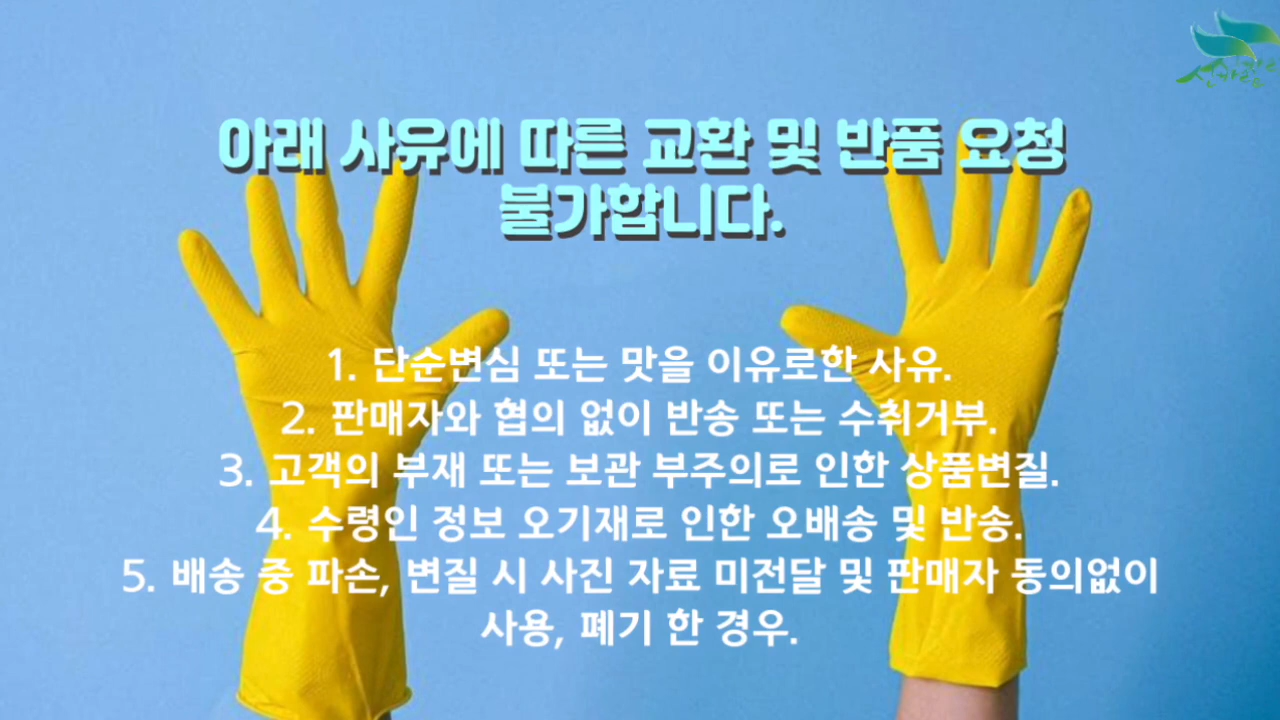 아래 사유에 따른 교환 및 반품 요청
불가합니다.
1. 단순변심 또는 맛을 이유로한 사유.
2. 판매자와 협의 없이 반송 또는 수취거부.
3. 고객의 부재 또는 보관 부주의로 인한 상품변질.
4. 수령인 정보 오기재로 인한 오배송 및 반송.
5. 배송 중 파손, 변질 시 사진 자료 미전달 및 판매자 동의없이
사용, 폐기 한 경우.